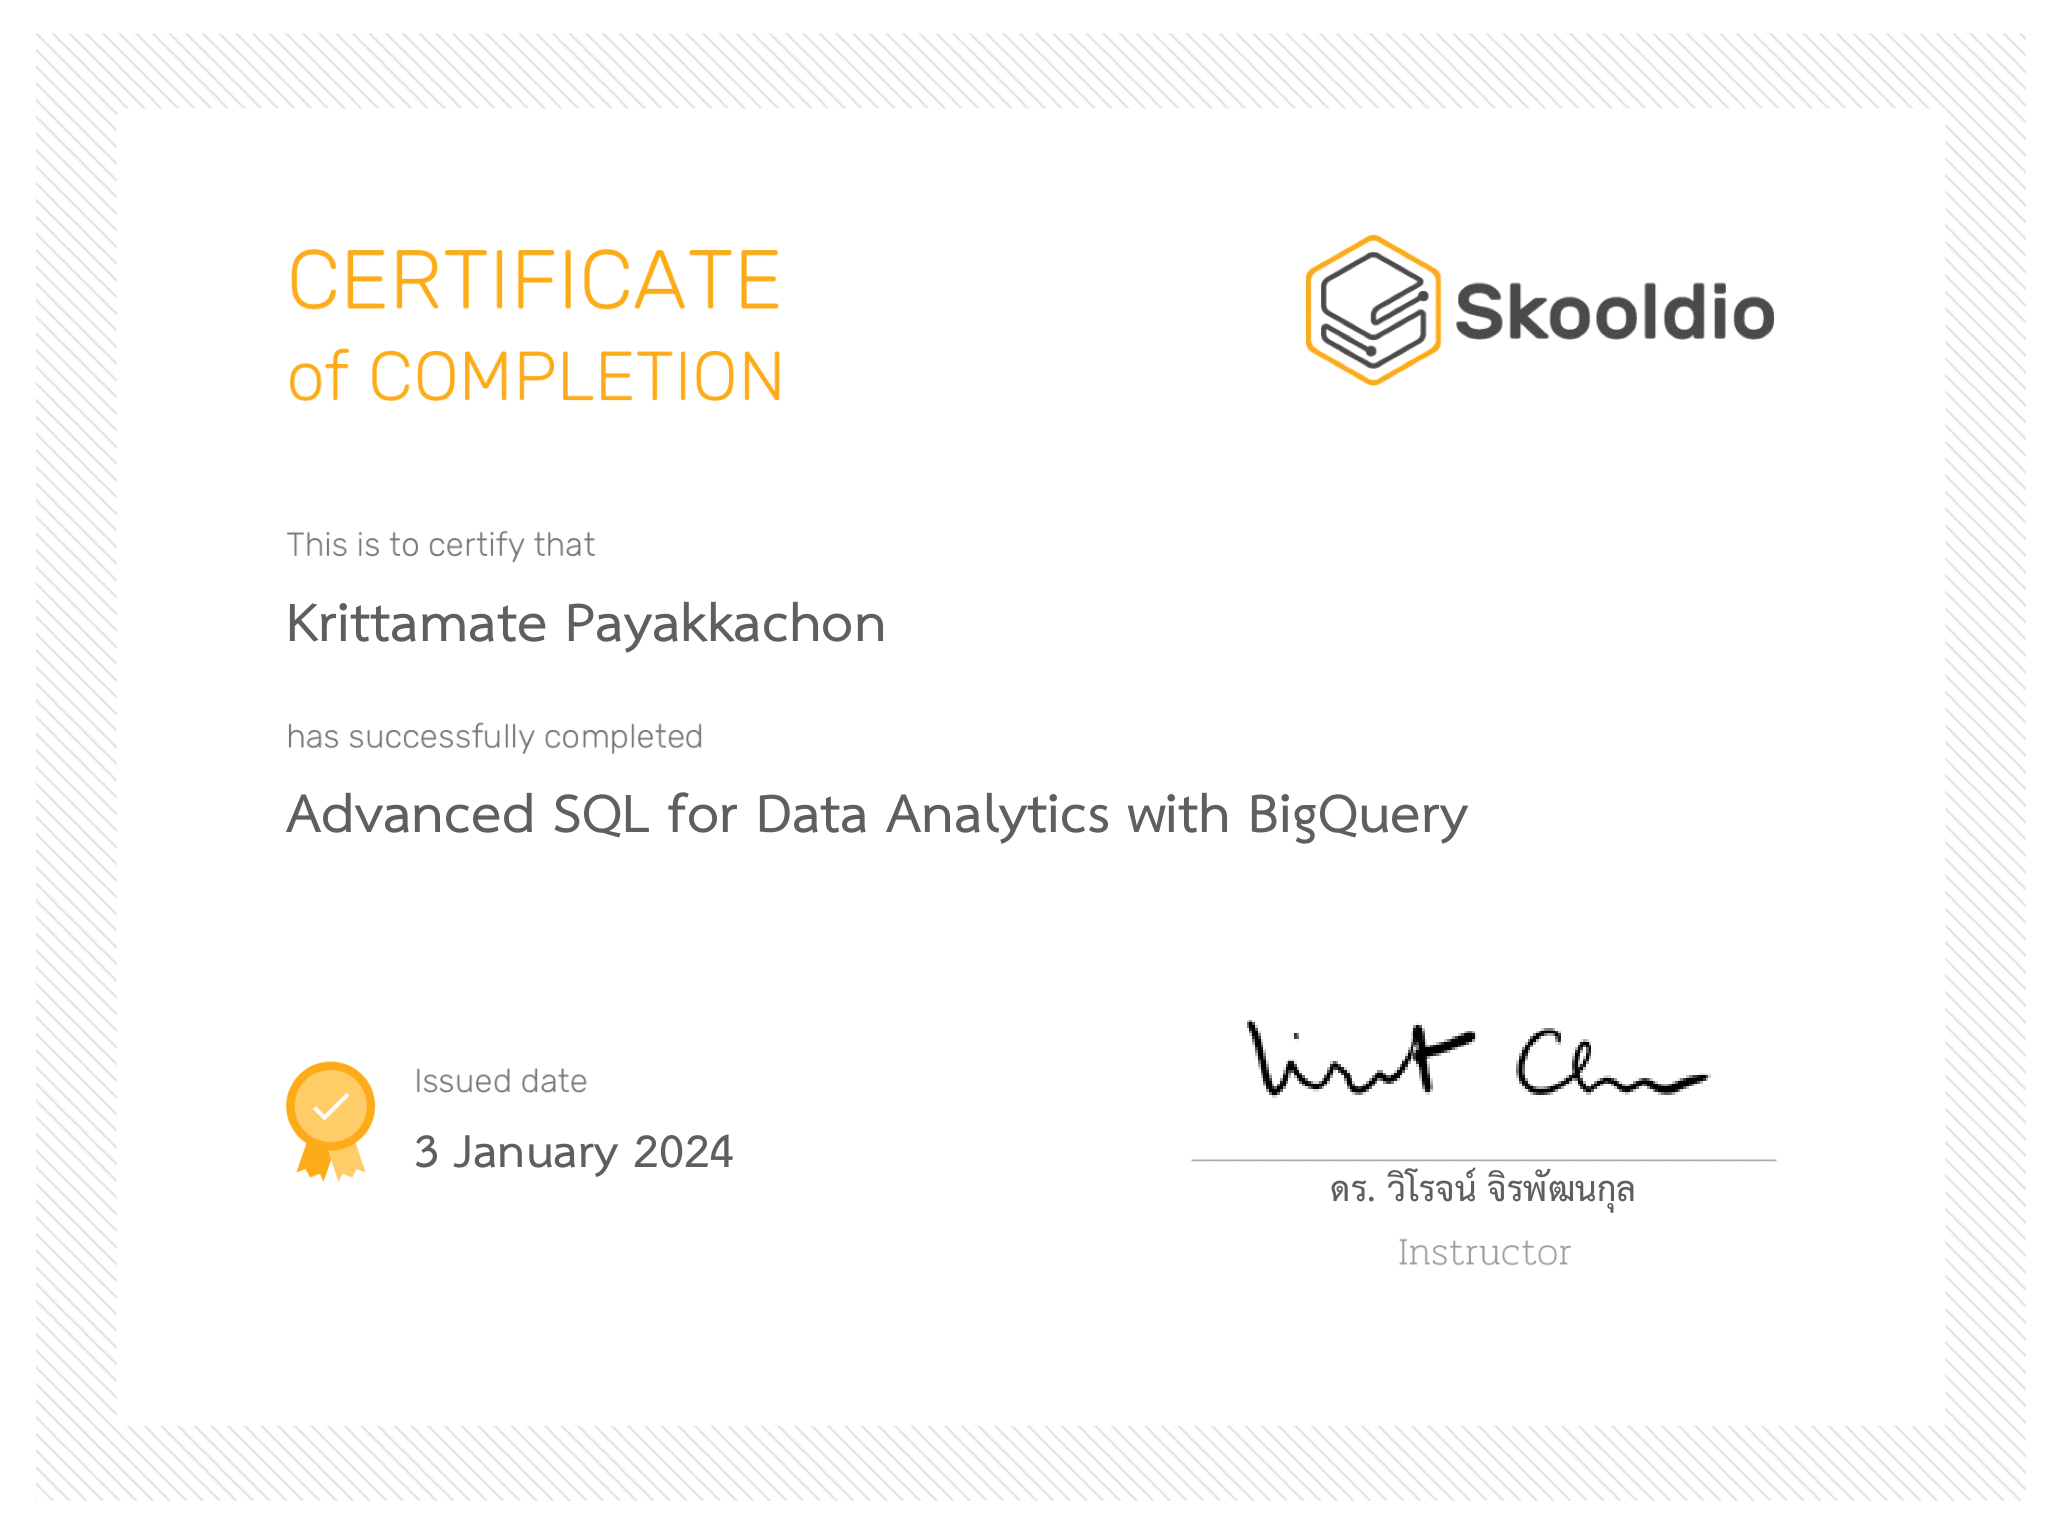 CERTIFICATE
of COMPLETION
Skooldio
This is to certify that
Krittamate Payakkachon
has successfully completed
Advanced SQL for Data Analytics with BigQuery
Issued date
3 January 2024
ดร. วิโรจน์ จิรพัฒนกุล
Instructor